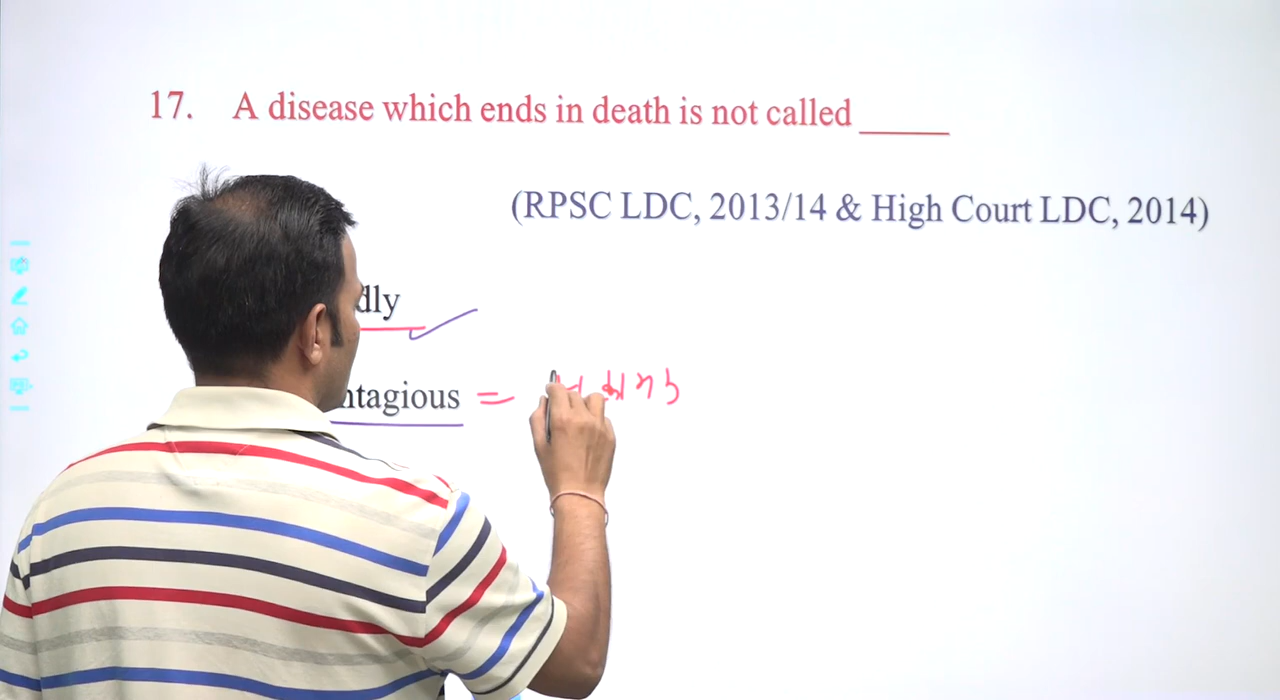 17. A disease which ends in death is not called _____
(RPSC LDC, 2013/14 & High Court LDC, 2014)
dly
ntagious =